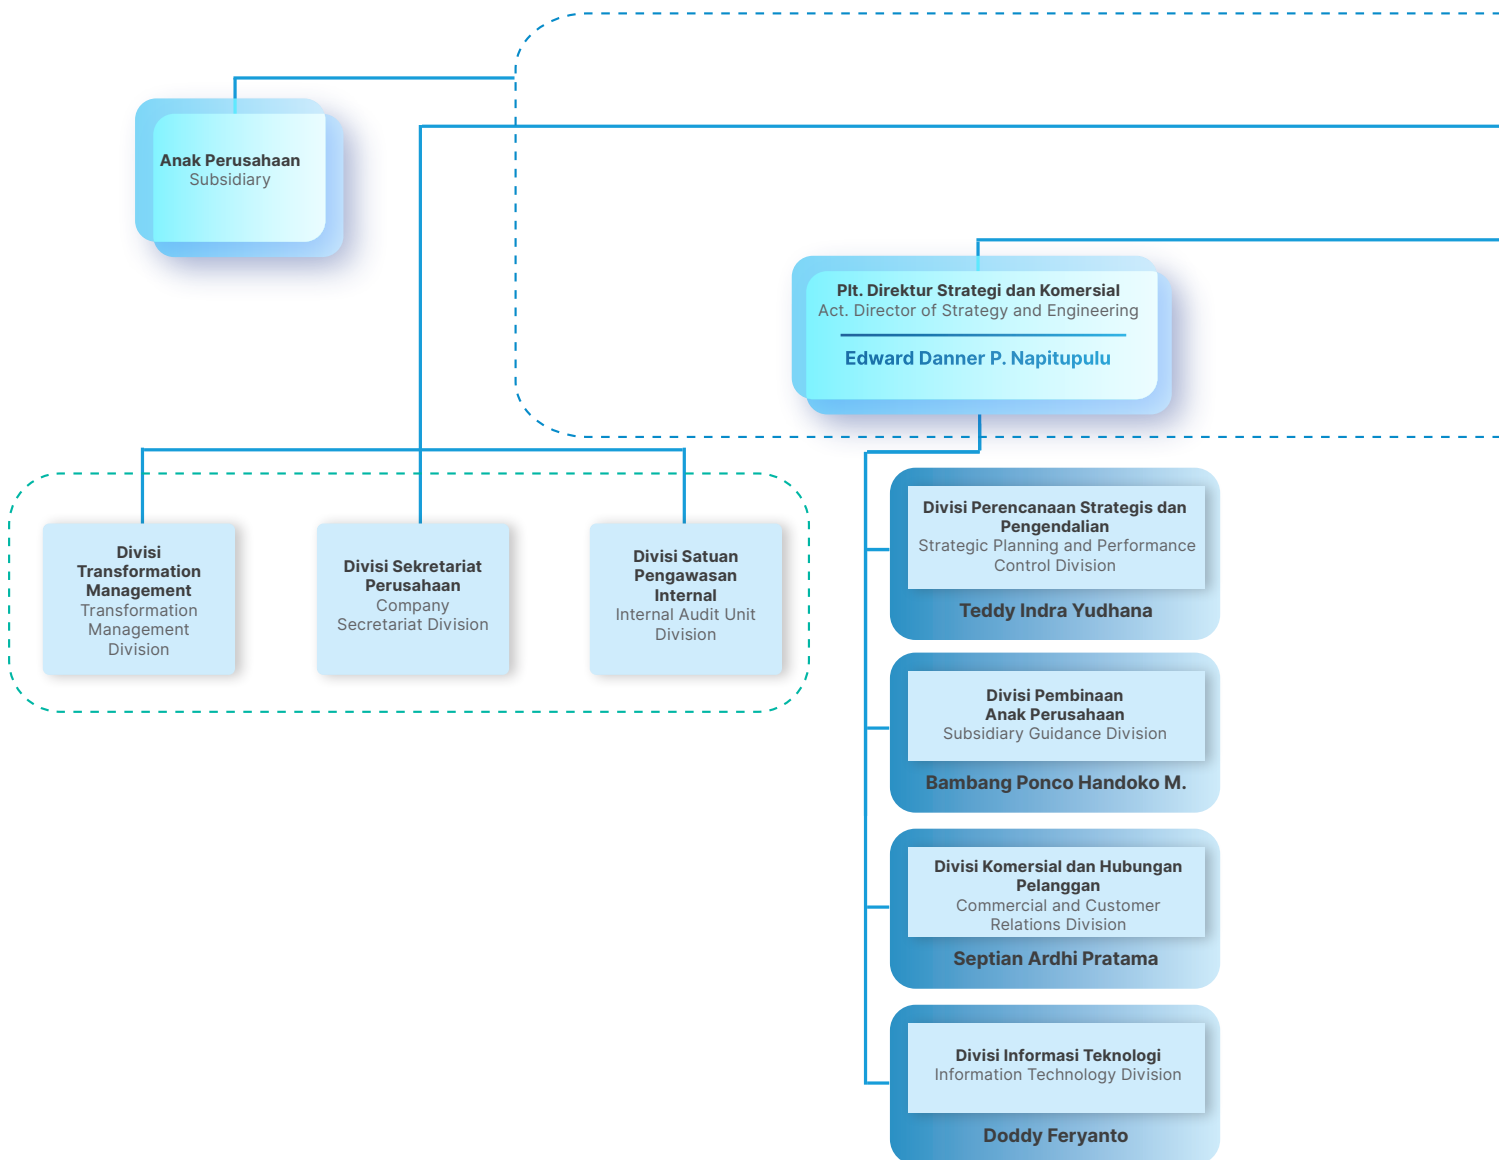 Anak Perusahaan
Subsidiary
Plt. Direktur Strategi dan Komersial
Act. Director of Strategy and Engineering
Edward Danner P. Napitupulu
Divisi
Transformation
Management
Transformation
Management
Division
Divisi Sekretariat
Perusahaan
Company
Secretariat Division
Divisi Satuan
Pengawasan
Internal
Internal Audit Unit
Division
Divisi Perencanaan Strategis dan
Pengendalian
Strategic Planning and Performance
Control Division
Teddy Indra Yudhana
Divisi Pembinaan
Anak Perusahaan
Subsidiary Guidance Division
Bambang Ponco Handoko M.
Divisi Komersial dan Hubungan
Pelanggan
Commercial and Customer
Relations Division
Septian Ardhi Pratama
Divisi Informasi Teknologi
Information Technology Division
Doddy Feryanto